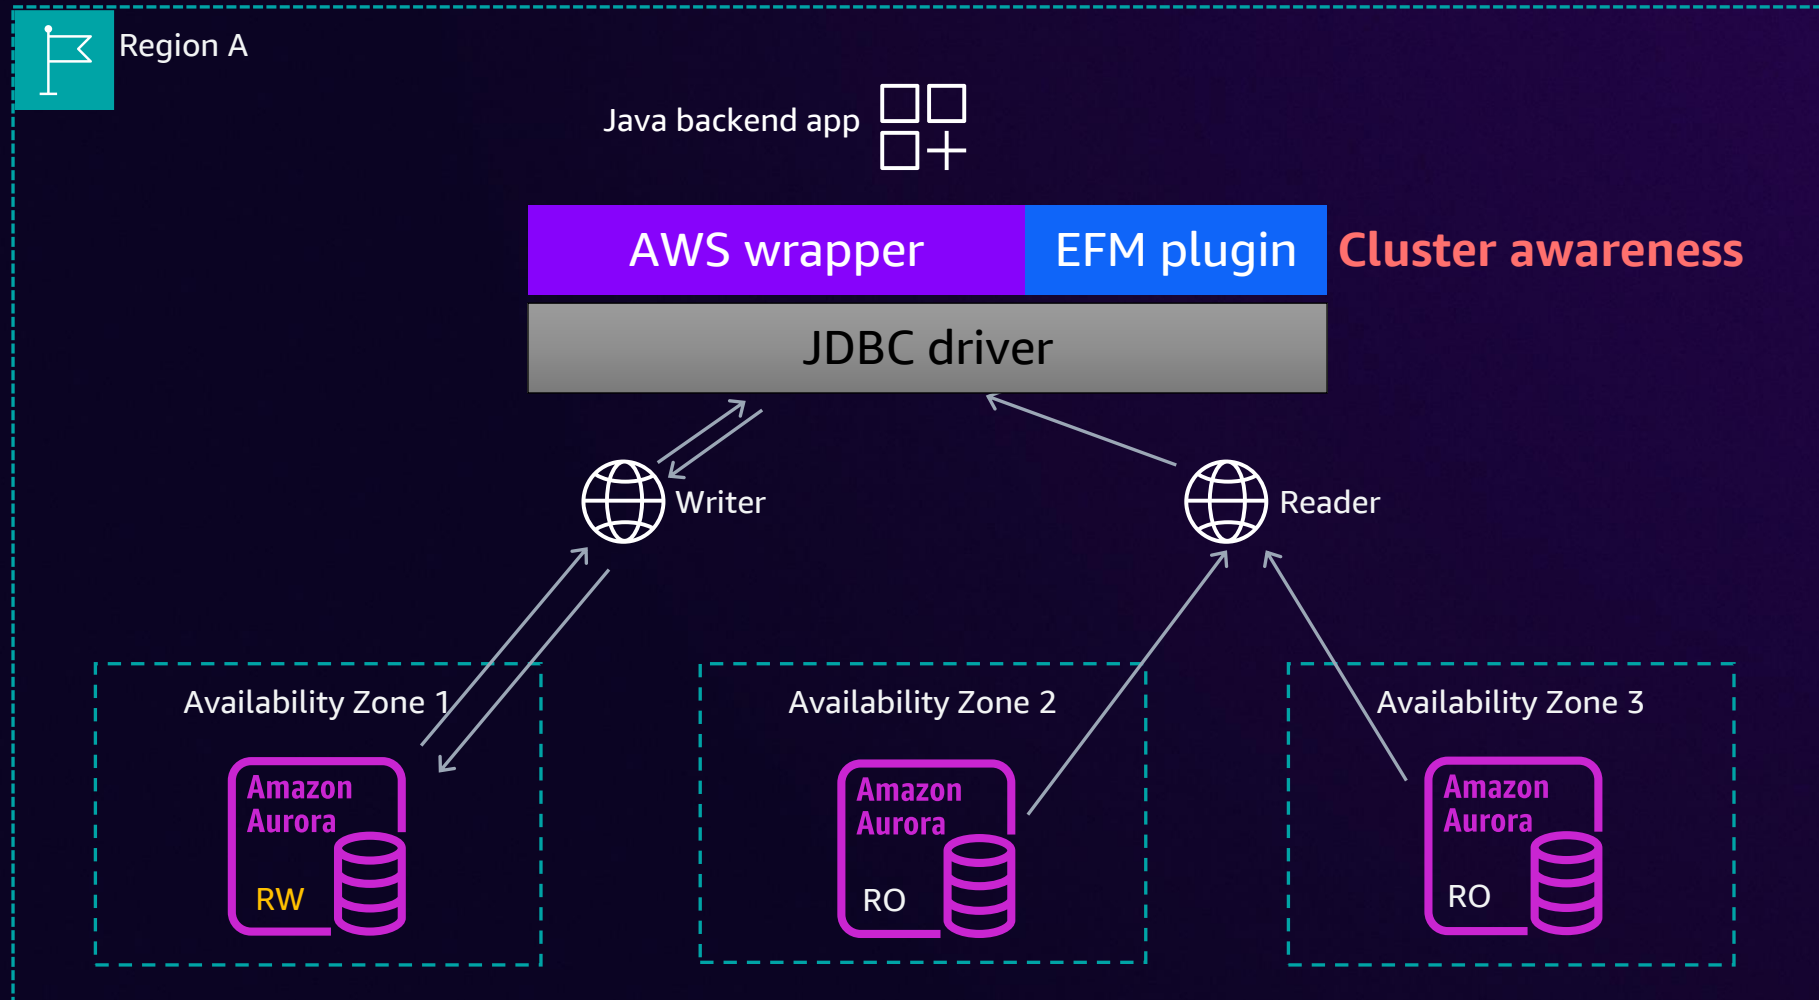 Region A
Java backend app
AWS wrapper
EFM plugin
Cluster awareness
JDBC driver
Writer
Reader
Availability Zone 1
Availability Zone 2
Availability Zone 3
Amazon
Aurora
RW
Amazon
Aurora
RO
Amazon
Aurora
RO